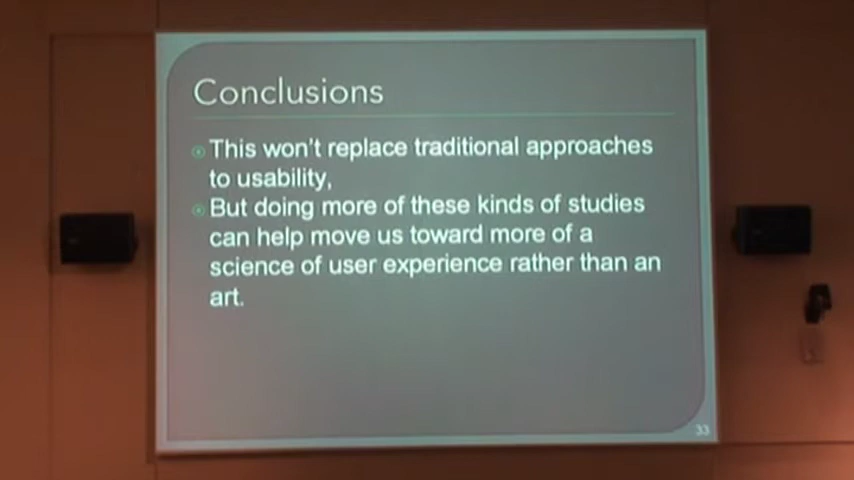 Conclusions
This won't replace traditional approaches
to usability,
But doing more of these kinds of studies
can help move us toward more of a
science of user experience rather than an
art.
33